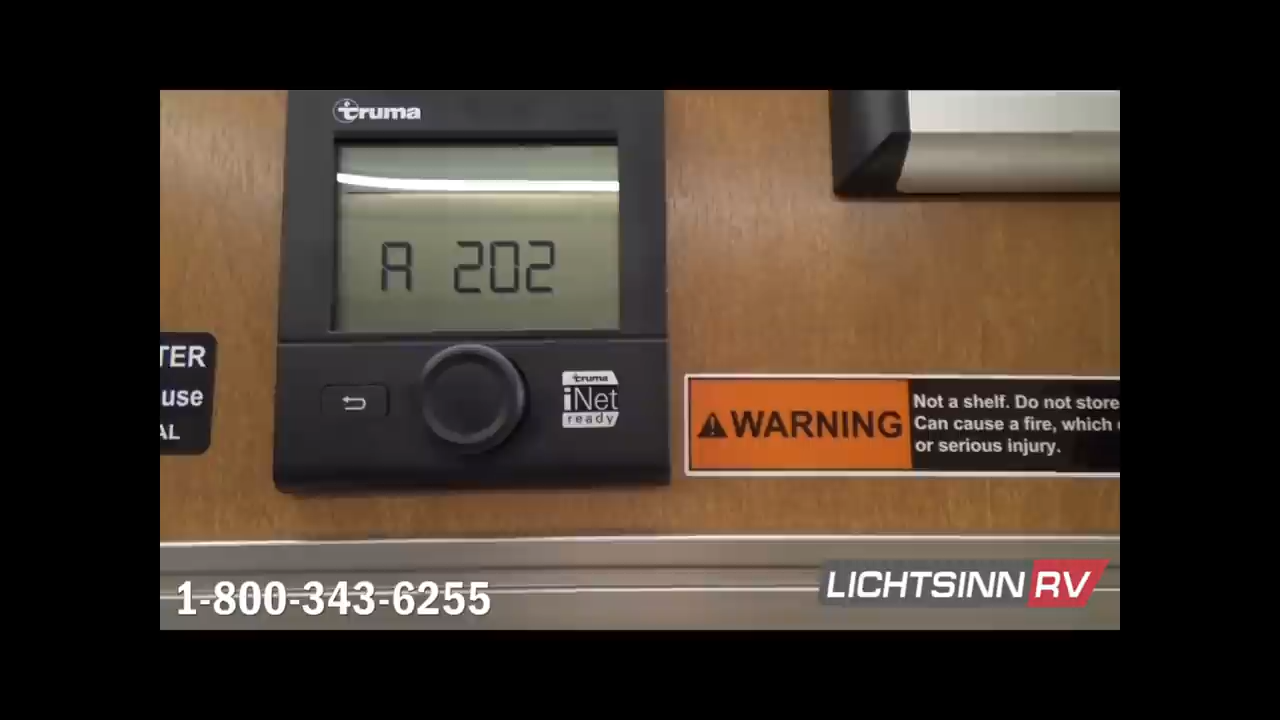 truma
A 202
TER
use
AL
truma
iNet
ready
WARNING
Not a shelf. Do not store
Can cause a fire, which
or serious injury.
1-800-343-6255
LICHTSINN RV